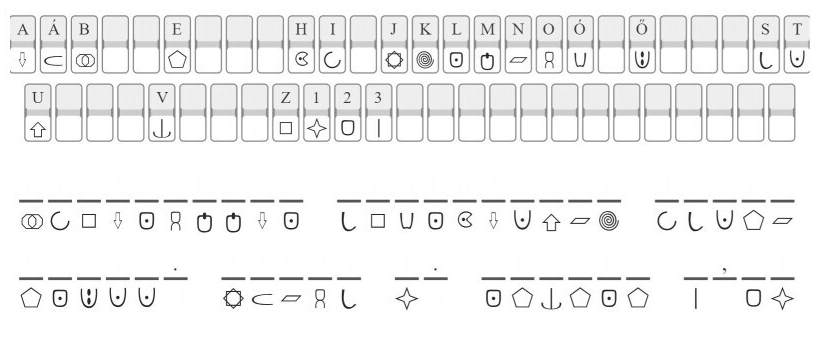 A Á B E H I J K L M N O Ó Ő S T
U V Z 1 2 3
. . ,